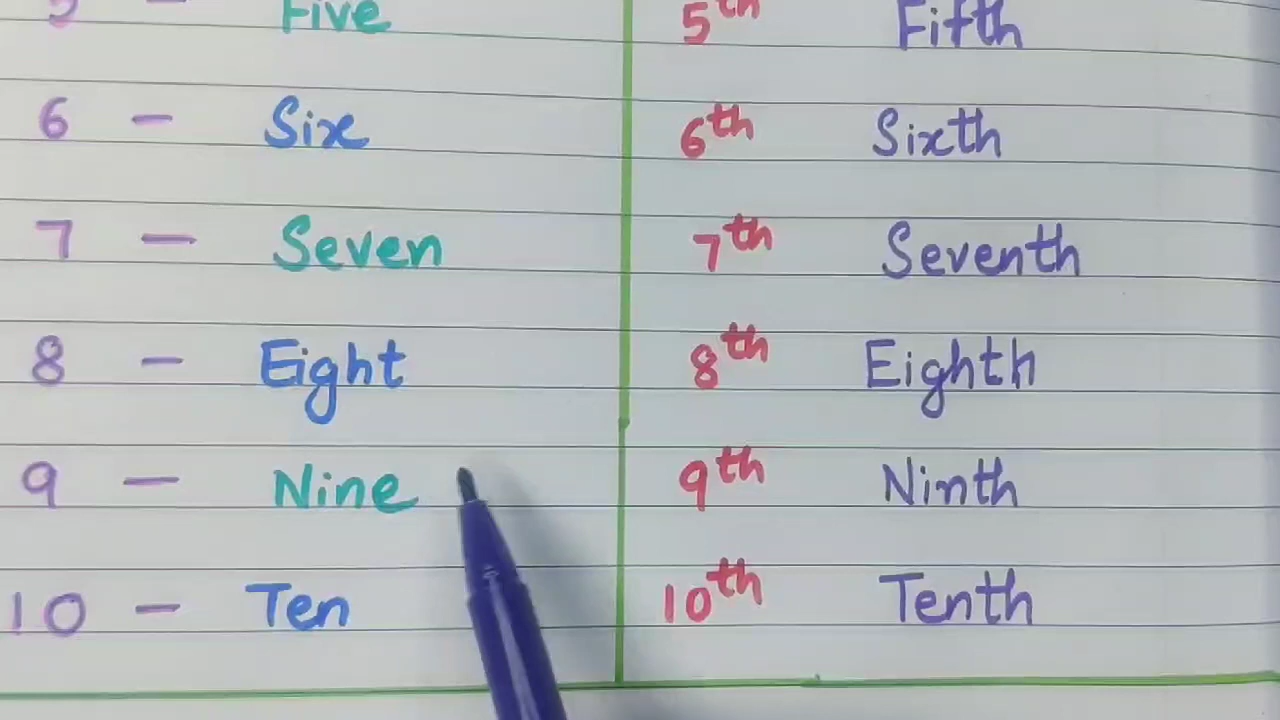 5 - Five 5th Fifth
6 - Six 6th Sixth
7 - Seven 7th Seventh
8 - Eight 8th Eighth
9 - Nine 9th Ninth
10 - Ten 10th Tenth